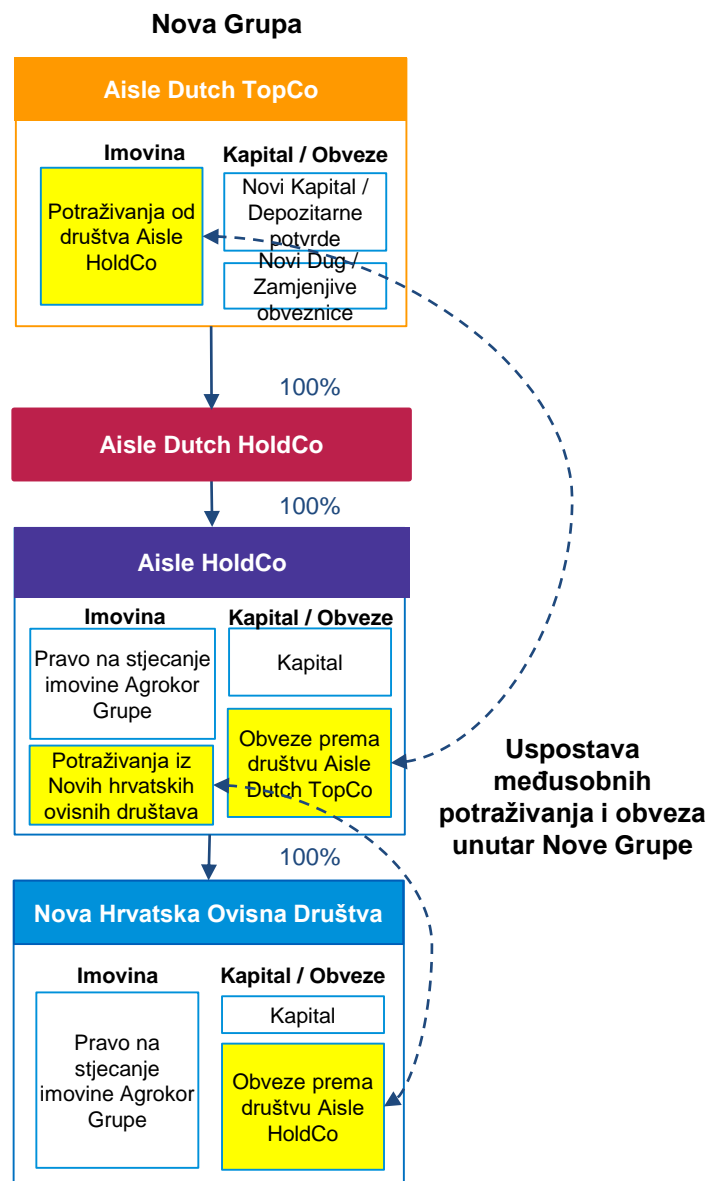 Nova Grupa
Aisle Dutch TopCo
Imovina
Kapital / Obveze
Potraživanja od
društva Aisle
HoldCo
Novi Kapital /
Depozitarne
potvrde
Novi Dug /
Zamjenjive
obveznice
100%
Aisle Dutch HoldCo
100%
Aisle HoldCo
Imovina
Kapital / Obveze
Pravo na stjecanje
imovine Agrokor
Grupe
Kapital
Potraživanja iz
Novih hrvatskih
ovisnih društava
Obveze prema
društvu Aisle
Dutch TopCo
Uspostava
međusobnih
potraživanja i obveza
unutar Nove Grupe
100%
Nova Hrvatska Ovisna Društva
Imovina
Kapital / Obveze
Pravo na
stjecanje
imovine Agrokor
Grupe
Kapital
Obveze prema
društvu Aisle
HoldCo